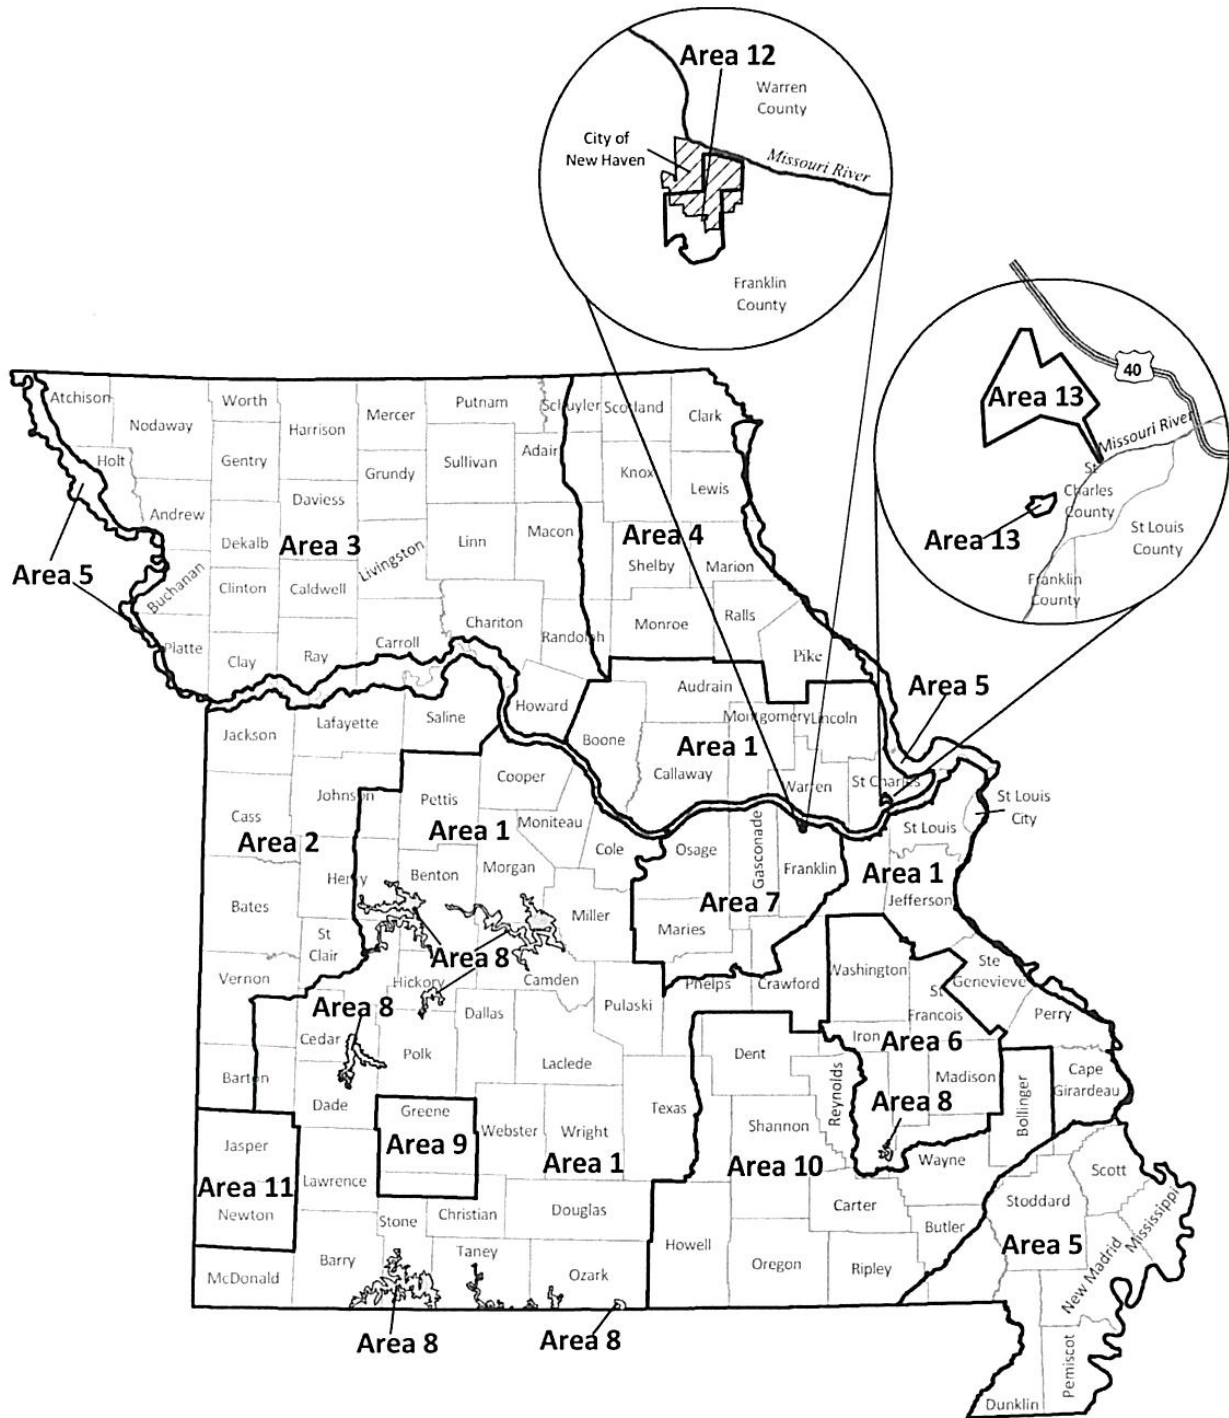 Area 12
Warren
County
City of
New Haven
Missouri River
Franklin
County
40
Area 13
Missouri River
St
Charles
County
Area 13
St Louis
County
Franklin
County
Atchison
Nodaway
Worth
Harrison
Mercer
Putnam
Schuyler
Scotland
Clark
Holt
Gentry
Grundy
Sullivan
Adair
Knox
Lewis
Andrew
Daviess
Dekalb
Area 3
Livingston
Linn
Macon
Area 4
Shelby
Marion
Area 5
Buchanan
Clinton
Caldwell
Chariton
Randolph
Monroe
Ralls
Pike
Platte
Clay
Ray
Carroll
Howard
Audrain
Area 5
Jackson
Lafayette
Saline
Boone
Montgomery
Lincoln
Area 1
Callaway
Warren
St Charles
Cooper
Cass
Johnson
Pettis
Area 1
Moniteau
St Louis
City
St Louis
Area 2
Henry
Benton
Morgan
Cole
Osage
Gasconade
Franklin
Area 1
Jefferson
Bates
St
Clair
Miller
Area 7
Maries
Area 8
Vernon
Hickory
Camden
Pulaski
Phelps
Crawford
Washington
Ste
Genevieve
St
Francois
Perry
Area 8
Cedar
Dallas
Polk
Laclede
Dent
Iron
Area 6
Reynolds
Madison
Bollinger
Cape
Girardeau
Barton
Dade
Greene
Webster
Wright
Texas
Shannon
Area 8
Jasper
Area 9
Area 1
Area 10
Wayne
Area 11
Newton
Lawrence
Stone
Christian
Douglas
Carter
Butler
Stoddard
Scott
Mississippi
McDonald
Barry
Taney
Ozark
Howell
Oregon
Ripley
Area 5
New Madrid
Area 8
Area 8
Pemiscot
Dunklin